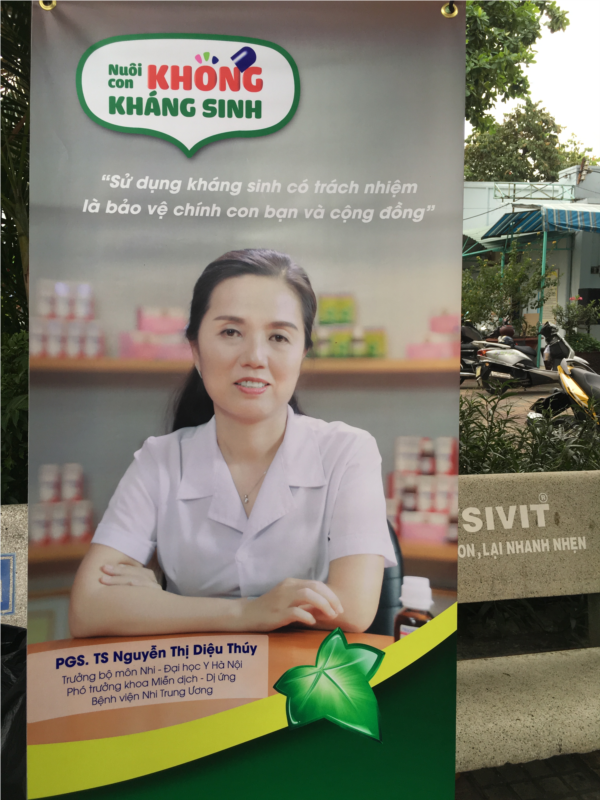 Nuôi con KHÔNG
KHÁNG SINH
“Sử dụng kháng sinh có trách nhiệm
là bảo vệ chính con bạn và cộng đồng”
SIVIT®
ON, LẠI NHANH NHẸN
PGS. TS Nguyễn Thị Diệu Thúy
Trưởng bộ môn Nhi - Đại học Y Hà Nội
Phó trưởng khoa Miễn dịch - Dị ứng
Bệnh viện Nhi Trung Ương